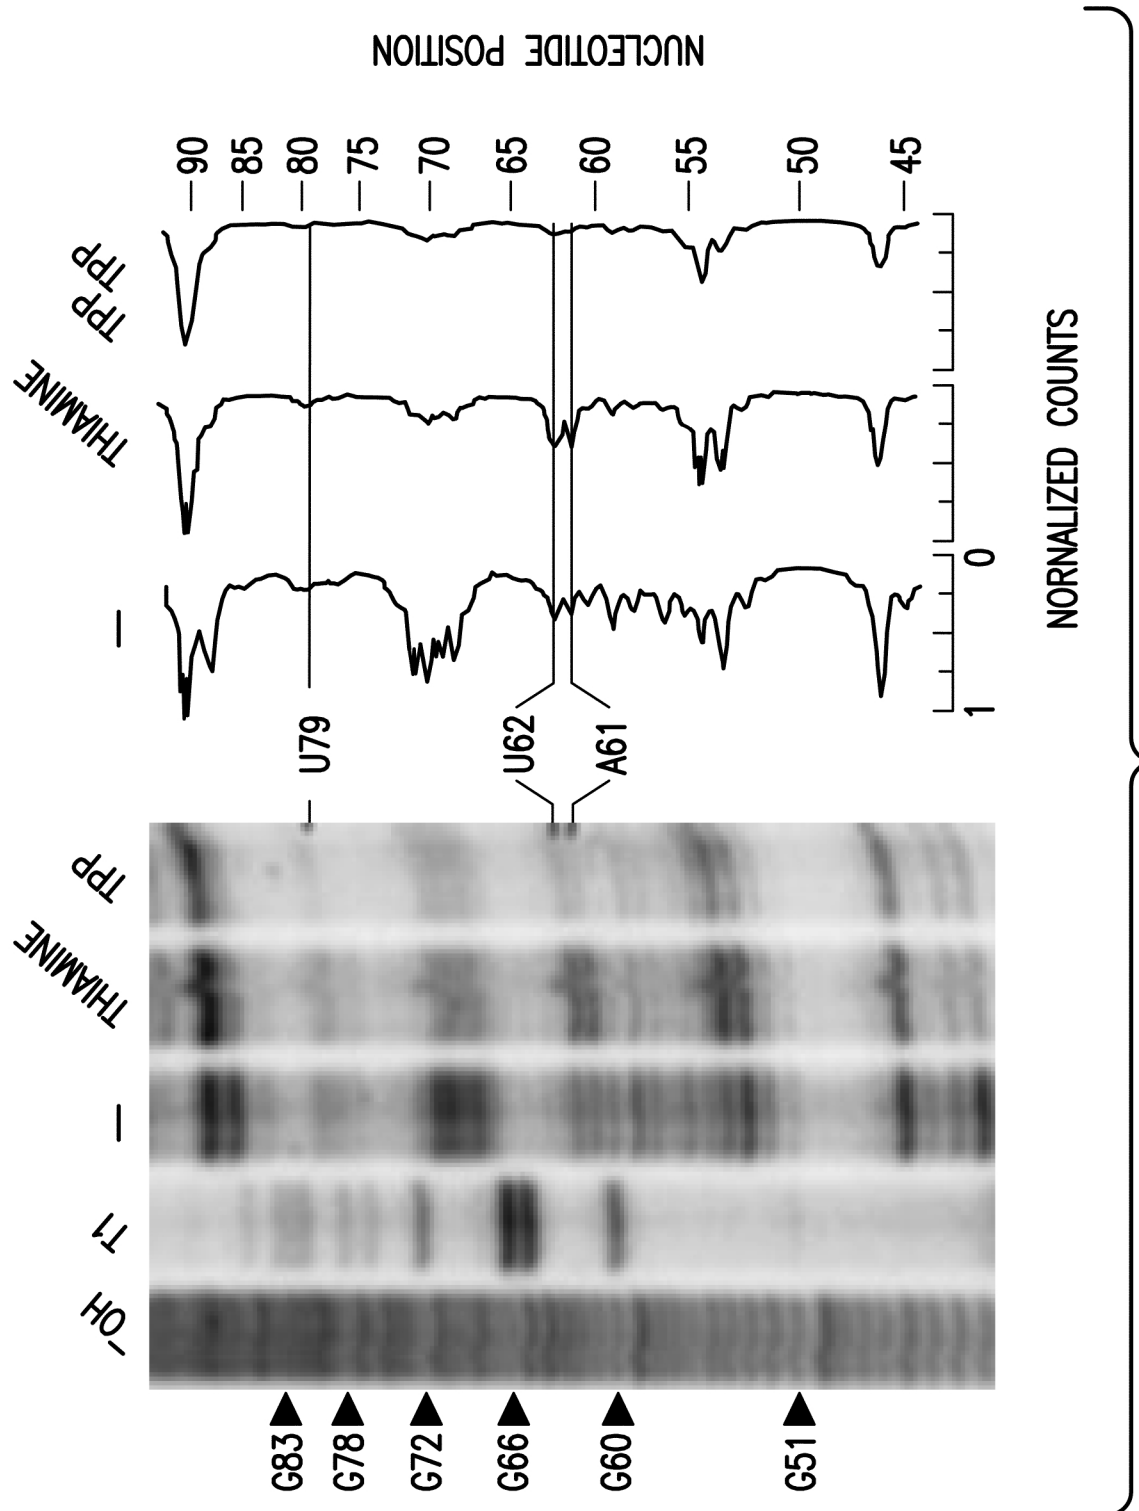 NUCLEOTIDE POSITION
90
85
80
75
70
65
60
55
50
45
TPP
TPP
THIAMINE
–
0
1
NORNALIZED COUNTS
U79
U62
A61
TPP
THIAMINE
–
T1
⁻OH
G83
G78
G72
G66
G60
G51